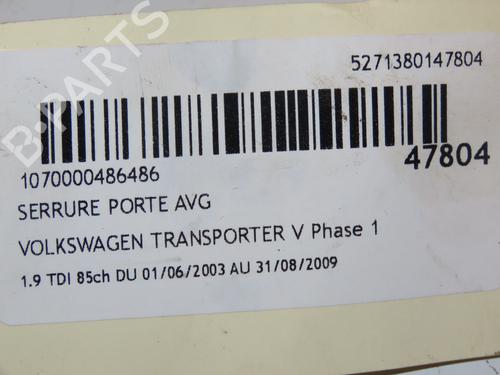 5271380147804
47804
1070000486486
SERRURE PORTE AVG
VOLKSWAGEN TRANSPORTER V Phase 1
1.9 TDI 85ch DU 01/06/2003 AU 31/08/2009
B-PARTS